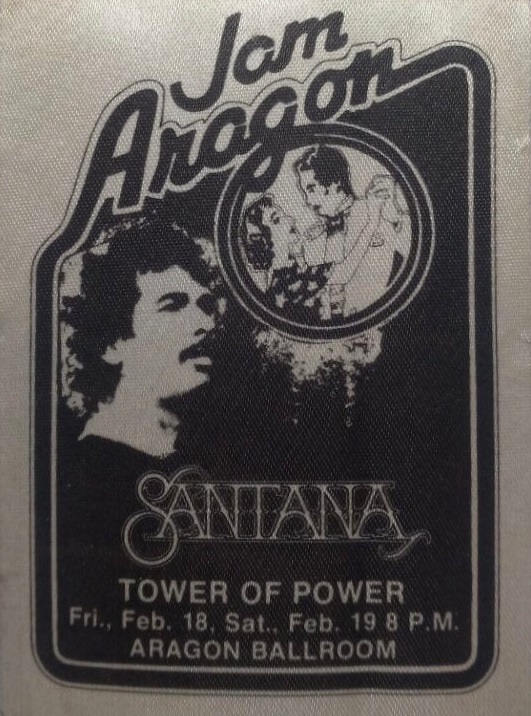 Jam
Aragon
SANTANA
TOWER OF POWER
Fri., Feb. 18, Sat., Feb. 19 8 P.M.
ARAGON BALLROOM